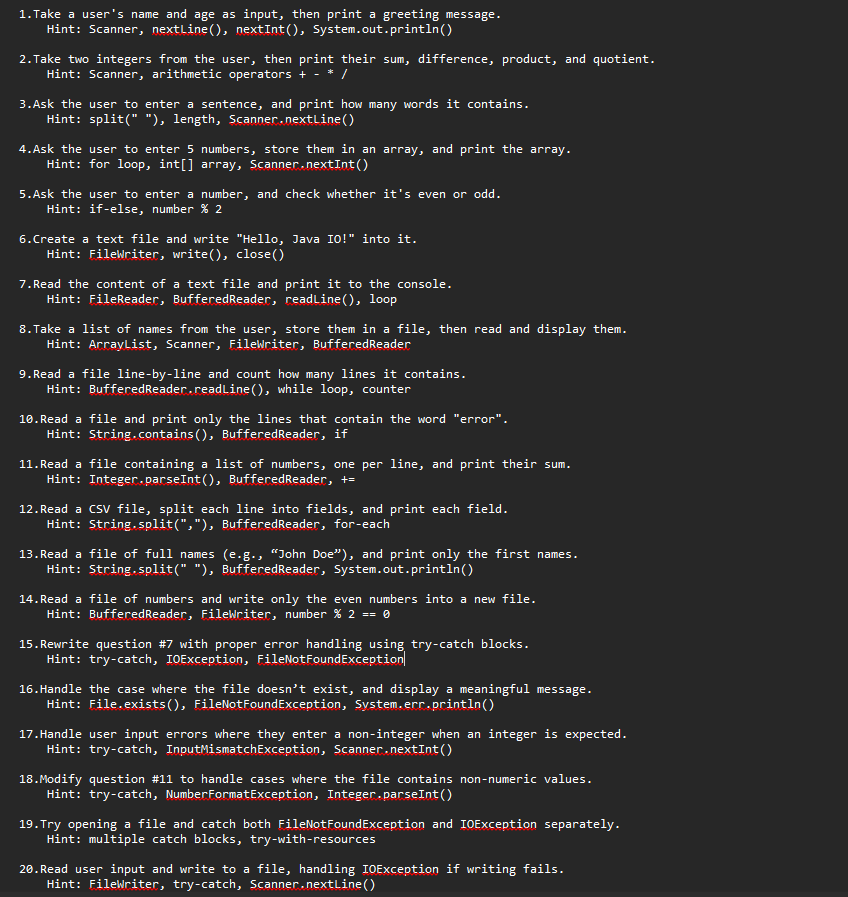 1.Take a user's name and age as input, then print a greeting message.
Hint: Scanner, nextLine(), nextInt(), System.out.println()
2.Take two integers from the user, then print their sum, difference, product, and quotient.
Hint: Scanner, arithmetic operators + - * /
3.Ask the user to enter a sentence, and print how many words it contains.
Hint: split(" "), length, Scanner.nextLine()
4.Ask the user to enter 5 numbers, store them in an array, and print the array.
Hint: for loop, int[] array, Scanner.nextInt()
5.Ask the user to enter a number, and check whether it's even or odd.
Hint: if-else, number % 2
6.Create a text file and write "Hello, Java IO!" into it.
Hint: FileWriter, write(), close()
7.Read the content of a text file and print it to the console.
Hint: FileReader, BufferedReader, readLine(), loop
8.Take a list of names from the user, store them in a file, then read and display them.
Hint: ArrayList, Scanner, FileWriter, BufferedReader
9.Read a file line-by-line and count how many lines it contains.
Hint: BufferedReader.readLine(), while loop, counter
10.Read a file and print only the lines that contain the word "error".
Hint: String.contains(), BufferedReader, if
11.Read a file containing a list of numbers, one per line, and print their sum.
Hint: Integer.parseInt(), BufferedReader, +=
12.Read a CSV file, split each line into fields, and print each field.
Hint: String.split(","), BufferedReader, for-each
13.Read a file of full names (e.g., “John Doe”), and print only the first names.
Hint: String.split(" "), BufferedReader, System.out.println()
14.Read a file of numbers and write only the even numbers into a new file.
Hint: BufferedReader, FileWriter, number % 2 == 0
15.Rewrite question #7 with proper error handling using try-catch blocks.
Hint: try-catch, IOException, FileNotFoundException
16.Handle the case where the file doesn’t exist, and display a meaningful message.
Hint: File.exists(), FileNotFoundException, System.err.println()
17.Handle user input errors where they enter a non-integer when an integer is expected.
Hint: try-catch, InputMismatchException, Scanner.nextInt()
18.Modify question #11 to handle cases where the file contains non-numeric values.
Hint: try-catch, NumberFormatException, Integer.parseInt()
19.Try opening a file and catch both FileNotFoundException and IOException separately.
Hint: multiple catch blocks, try-with-resources
20.Read user input and write to a file, handling IOException if writing fails.
Hint: FileWriter, try-catch, Scanner.nextLine()